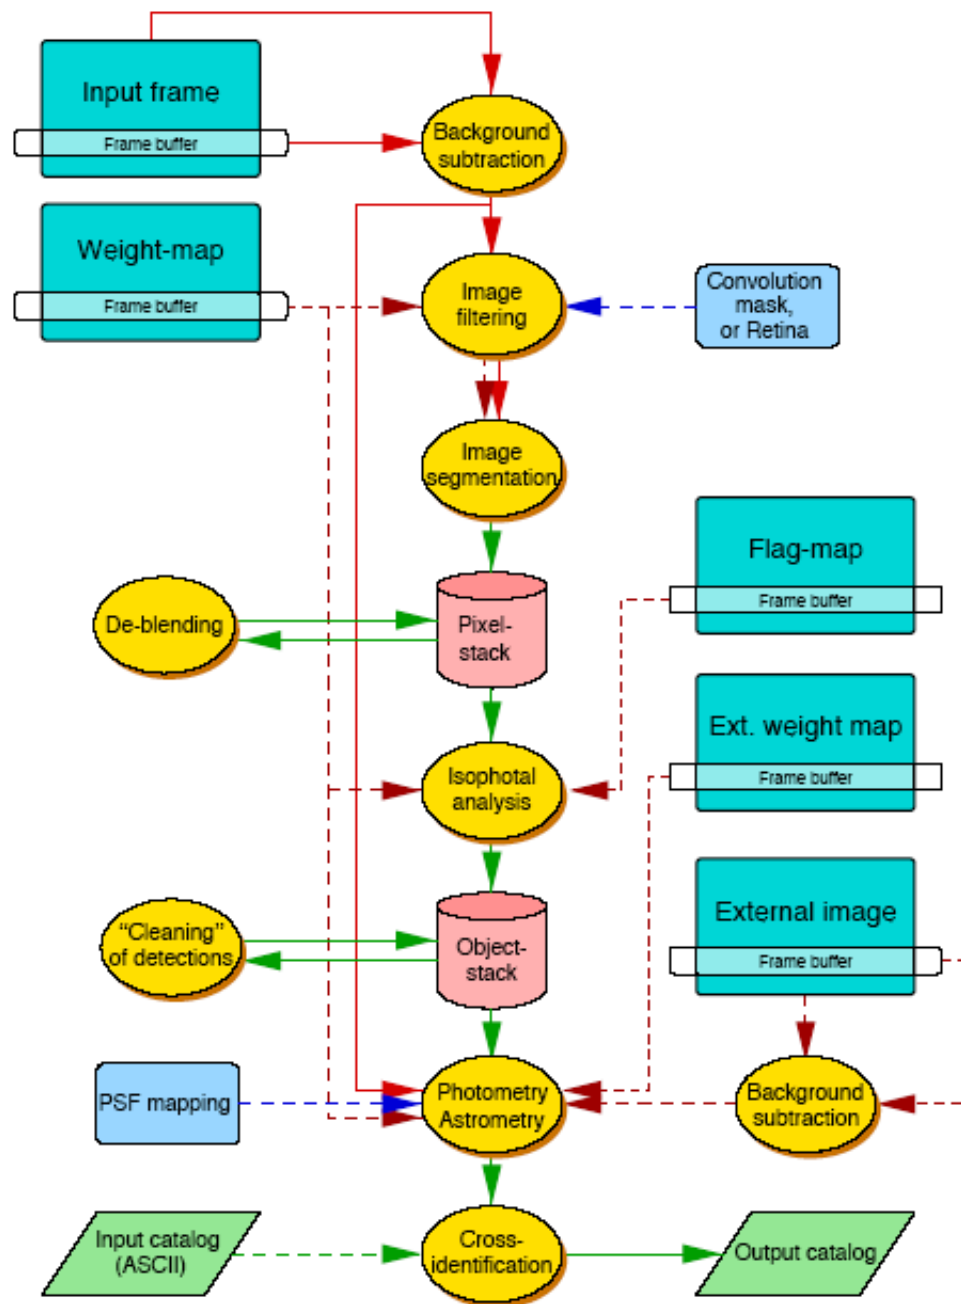 Input frame
Frame buffer
Background
subtraction
Weight-map
Frame buffer
Image
filtering
Convolution
mask,
or Retina
Image
segmentation
Flag-map
Frame buffer
De-blending
Pixel-
stack
Ext. weight map
Frame buffer
Isophotal
analysis
External image
Frame buffer
“Cleaning”
of detections
Object-
stack
PSF mapping
Photometry
Astrometry
Background
subtraction
Input catalog
(ASCII)
Cross-
identification
Output catalog